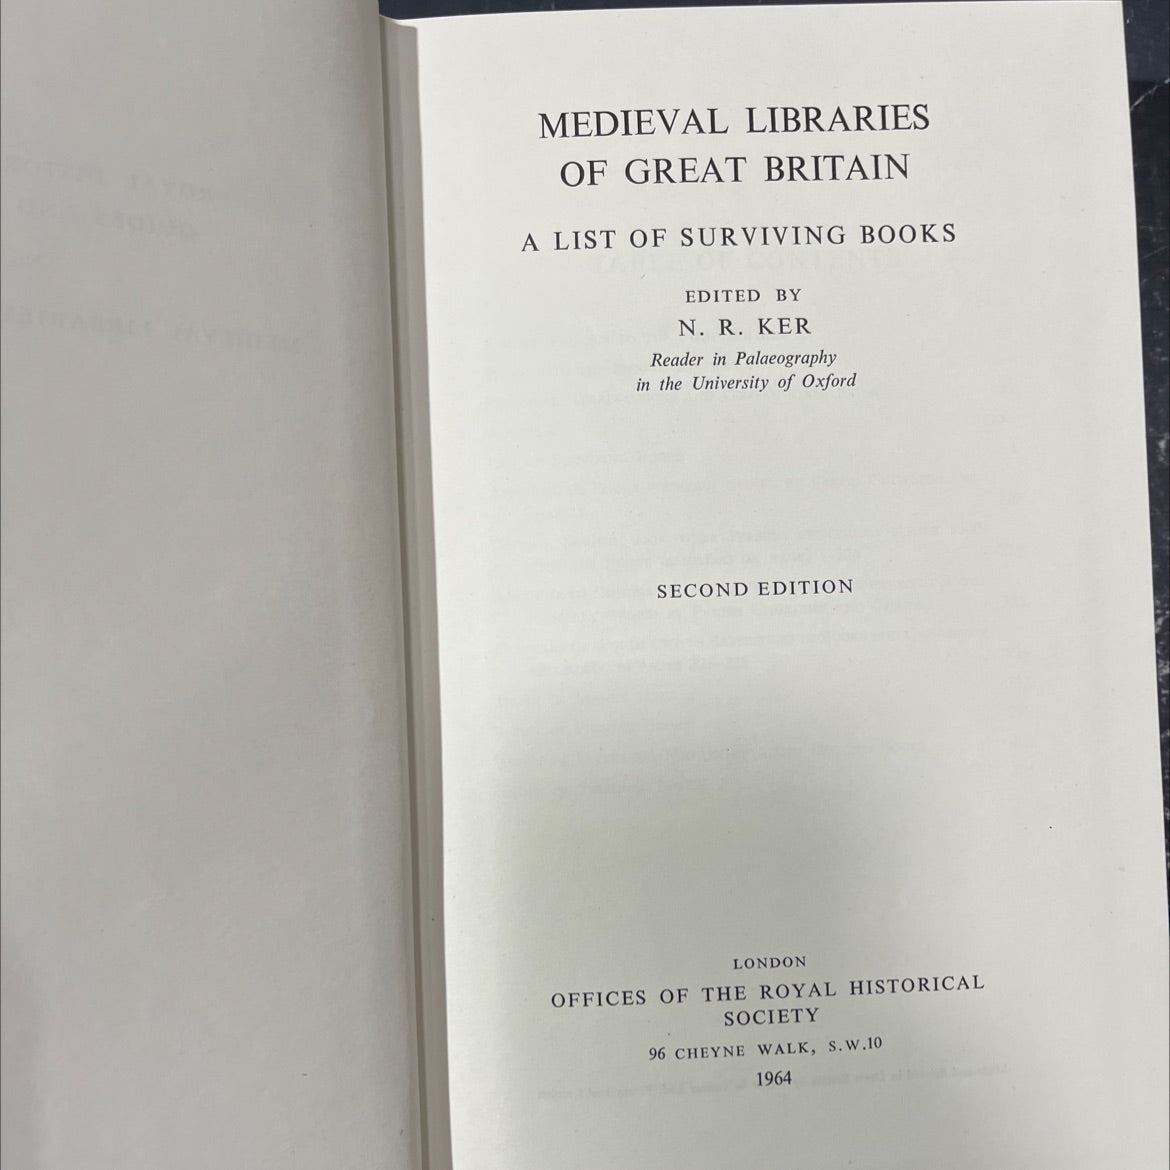 MEDIEVAL LIBRARIES
OF GREAT BRITAIN
A LIST OF SURVIVING BOOKS
EDITED BY
N. R. KER
Reader in Palaeography
in the University of Oxford
SECOND EDITION
LONDON
OFFICES OF THE ROYAL HISTORICAL
SOCIETY
96 CHEYNE WALK, S.W.10
1964